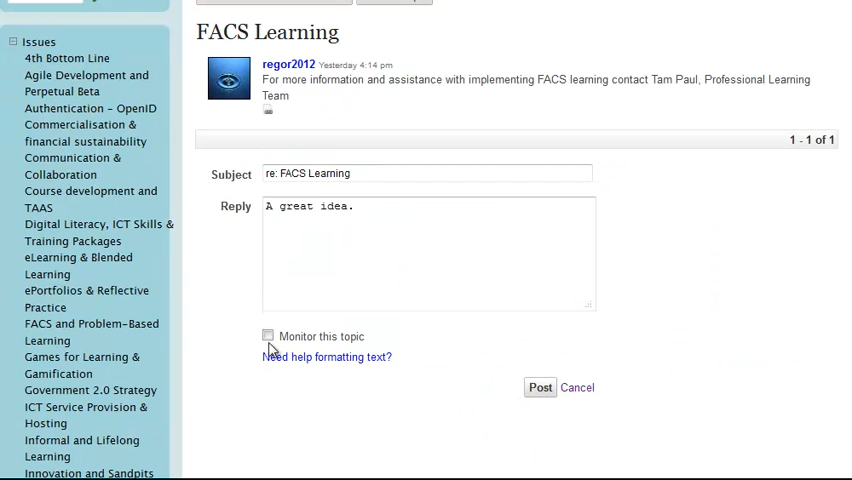 FACS Learning
regor2012 Yesterday 4:14 pm
For more information and assistance with implementing FACS learning contact Tam Paul, Professional Learning
Team
1 - 1 of 1
Subject re: FACS Learning
Reply A great idea.
Monitor this topic
Need help formatting text?
Post Cancel
Issues
4th Bottom Line
Agile Development and
Perpetual Beta
Authentication - OpenID
Commercialisation &
financial sustainability
Communication &
Collaboration
Course development and
TAAS
Digital Literacy, ICT Skills &
Training Packages
eLearning & Blended
Learning
ePortfolios & Reflective
Practice
FACS and Problem-Based
Learning
Games for Learning &
Gamification
Government 2.0 Strategy
ICT Service Provision &
Hosting
Informal and Lifelong
Learning
Innovation and Sandpits